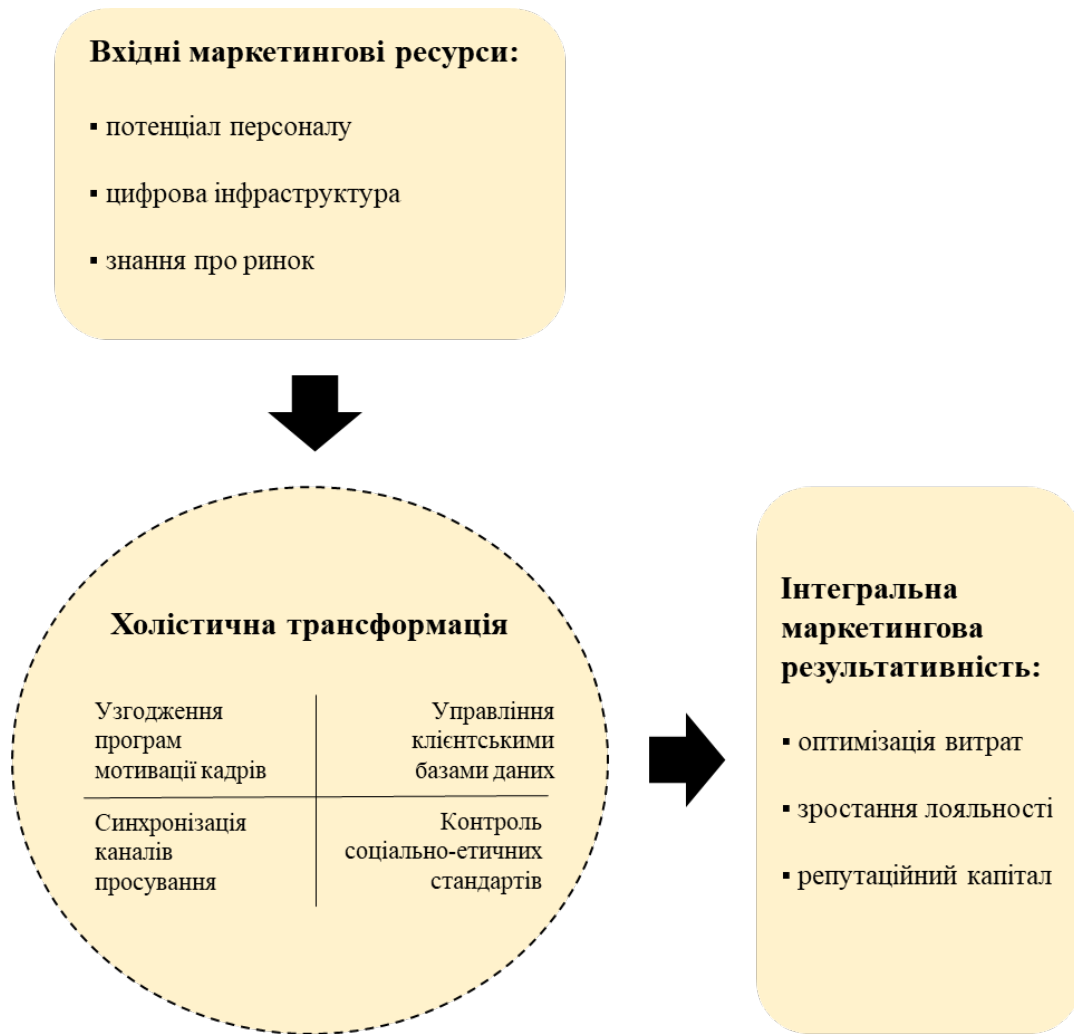 Вхідні маркетингові ресурси:
▪ потенціал персоналу
▪ цифрова інфраструктура
▪ знання про ринок
Холістична трансформація
Узгодження
програм
мотивації кадрів
Управління
клієнтськими
базами даних
Синхронізація
каналів
просування
Контроль
соціально-етичних
стандартів
Інтегральна
маркетингова
результативність:
▪ оптимізація витрат
▪ зростання лояльності
▪ репутаційний капітал